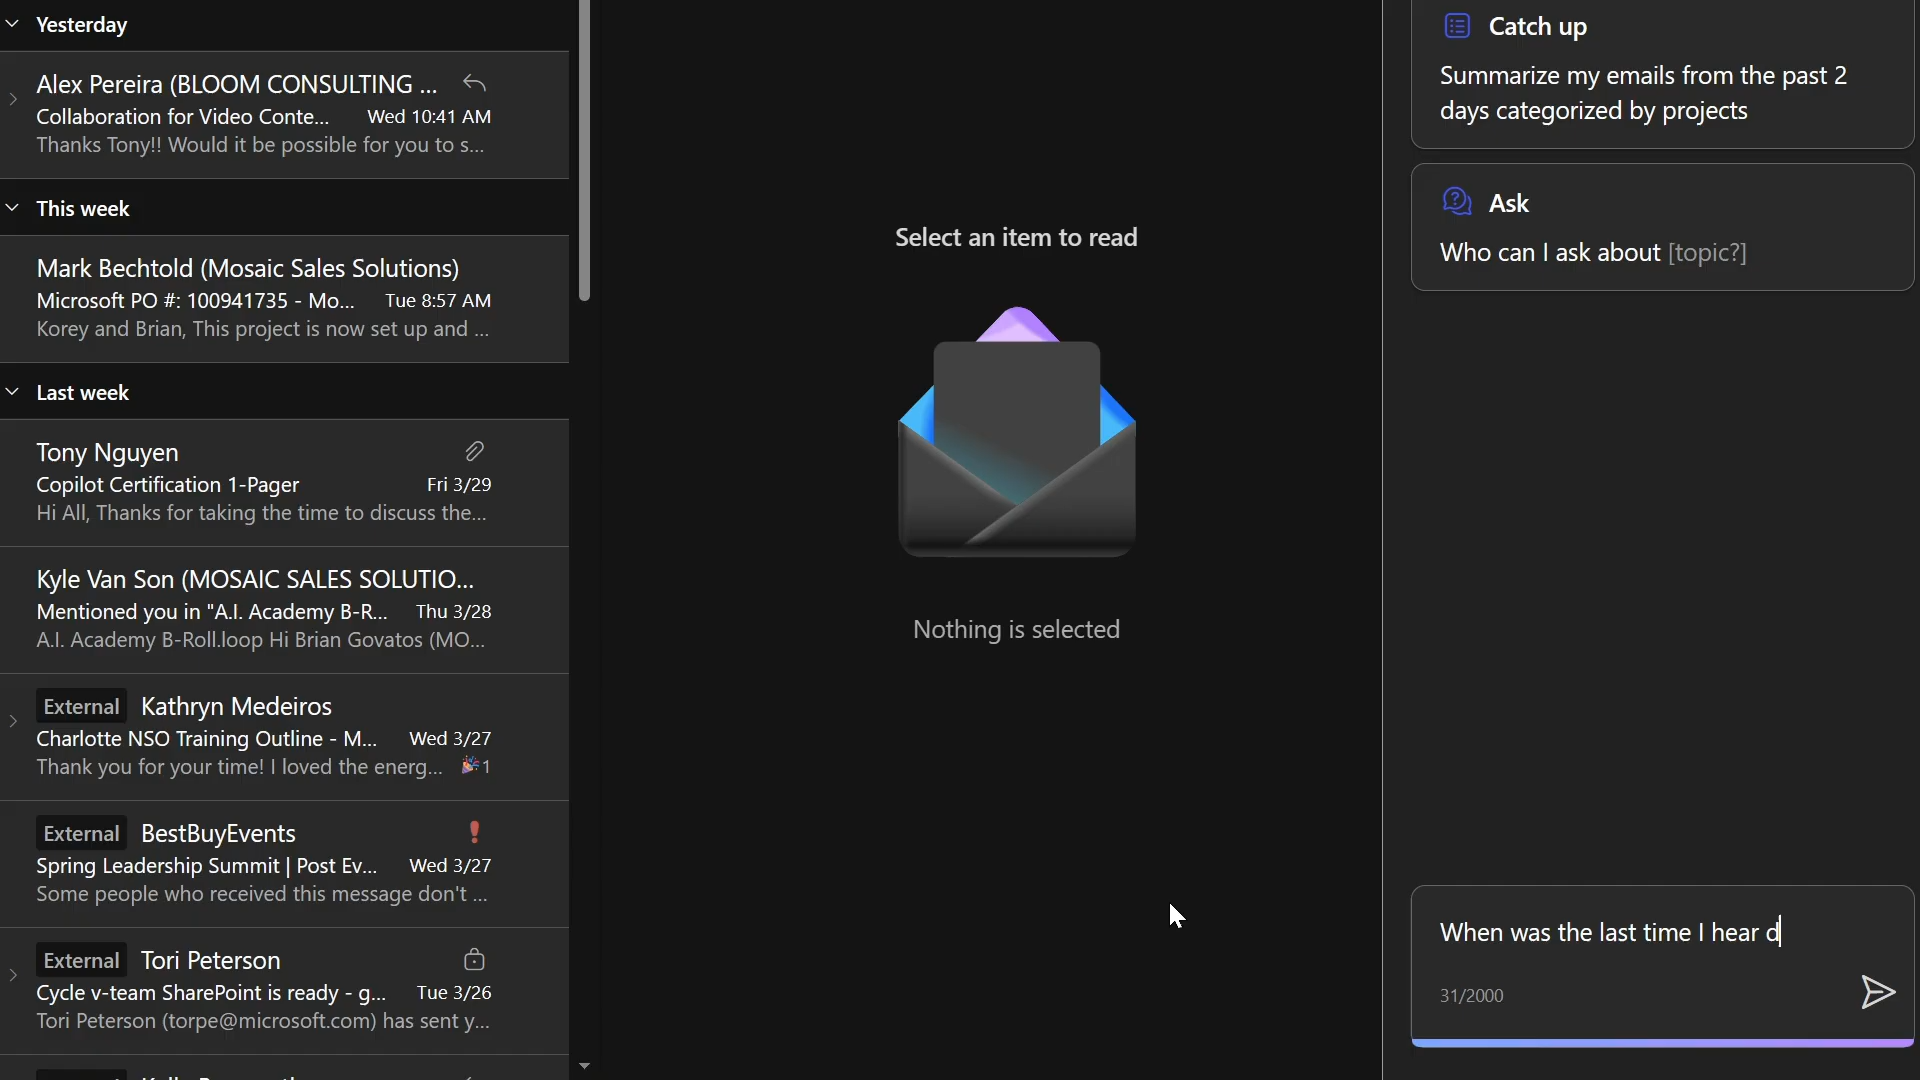 Yesterday
Alex Pereira (BLOOM CONSULTING ...
Collaboration for Video Conte... Wed 10:41 AM
Thanks Tony!! Would it be possible for you to s...
This week
Mark Bechtold (Mosaic Sales Solutions)
Microsoft PO #: 100941735 - Mo... Tue 8:57 AM
Korey and Brian, This project is now set up and ...
Last week
Tony Nguyen
Copilot Certification 1-Pager Fri 3/29
Hi All, Thanks for taking the time to discuss the...
Kyle Van Son (MOSAIC SALES SOLUTIO...
Mentioned you in "A.I. Academy B-R... Thu 3/28
A.I. Academy B-Roll.loop Hi Brian Govatos (MO...
External Kathryn Medeiros
Charlotte NSO Training Outline - M... Wed 3/27
Thank you for your time! I loved the energ... 🎉1
External BestBuyEvents
Spring Leadership Summit | Post Ev... Wed 3/27
Some people who received this message don't ...
External Tori Peterson
Cycle v-team SharePoint is ready - g... Tue 3/26
Tori Peterson (torpe@microsoft.com) has sent y...
Select an item to read
Nothing is selected
Catch up
Summarize my emails from the past 2
days categorized by projects
Ask
Who can I ask about [topic?]
When was the last time I hear d
31/2000